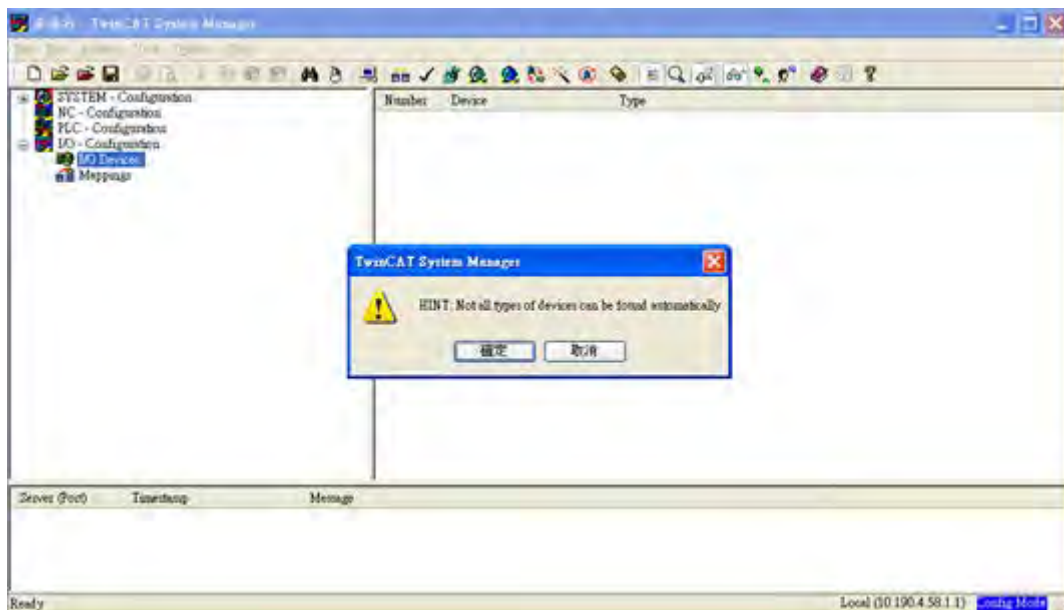 TwinCAT System Manager
SYSTEM - Configuration
NC - Configuration
PLC - Configuration
I/O - Configuration
I/O Devices
Mappings
Number Device Type
TwinCAT System Manager
HINT: Not all types of devices can be found automatically
確定 取消
Server (Port) Timestamp Message
Ready Local (10.190.4.58.1.1) Config Mode